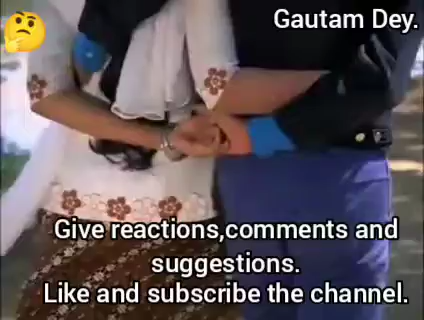 Gautam Dey.
Give reactions,comments and
suggestions.
Like and subscribe the channel.